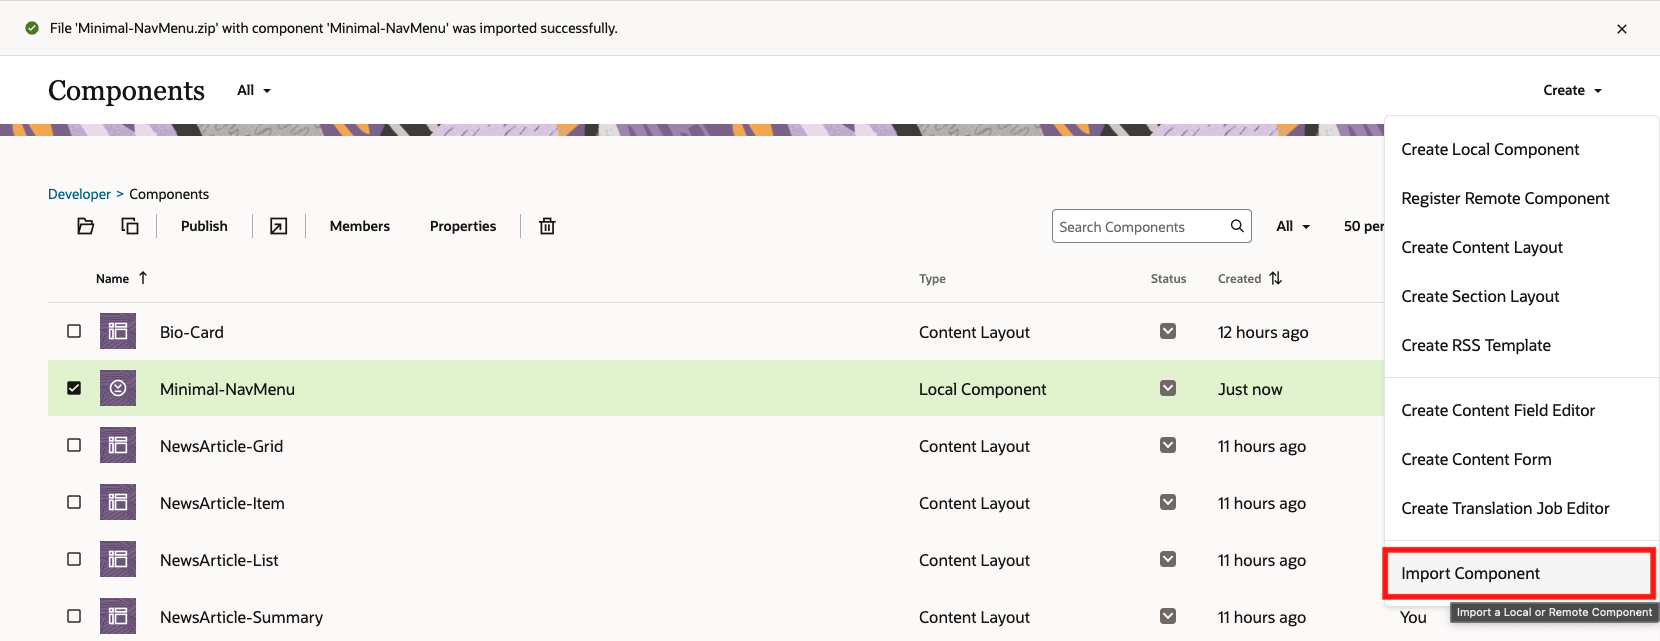 File 'Minimal-NavMenu.zip' with component 'Minimal-NavMenu' was imported successfully.
Components All Create
Developer > Components
Publish Members Properties Search Components All 50 per
Name Type Status Created
Bio-Card Content Layout 12 hours ago
Minimal-NavMenu Local Component Just now
NewsArticle-Grid Content Layout 11 hours ago
NewsArticle-Item Content Layout 11 hours ago
NewsArticle-List Content Layout 11 hours ago
NewsArticle-Summary Content Layout 11 hours ago You
Create Local Component
Register Remote Component
Create Content Layout
Create Section Layout
Create RSS Template
Create Content Field Editor
Create Content Form
Create Translation Job Editor
Import Component
Import a Local or Remote Component